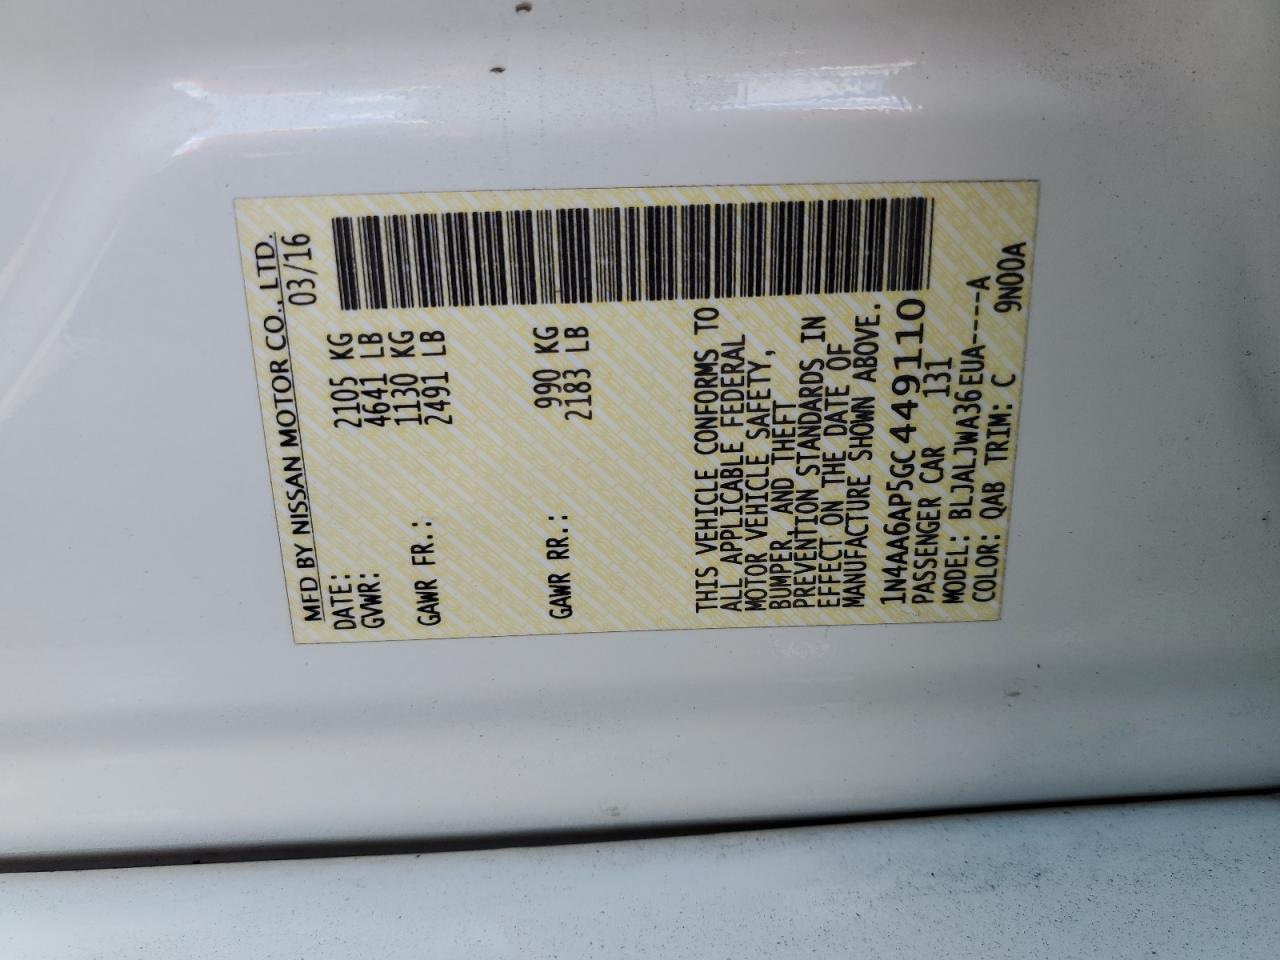 MFD BY NISSAN MOTOR CO., LTD.
DATE: 03/16
GVWR: 2105 KG
4641 LB
GAWR FR.: 1130 KG
2491 LB
GAWR RR.: 990 KG
2183 LB
THIS VEHICLE CONFORMS TO
ALL APPLICABLE FEDERAL
MOTOR VEHICLE SAFETY,
BUMPER, AND THEFT
PREVENTION STANDARDS IN
EFFECT ON THE DATE OF
MANUFACTURE SHOWN ABOVE.
1N4AA6AP5GC449110
PASSENGER CAR 131
MODEL: BLJALJWA36EUA----A
COLOR: QAB TRIM: C 9N00A